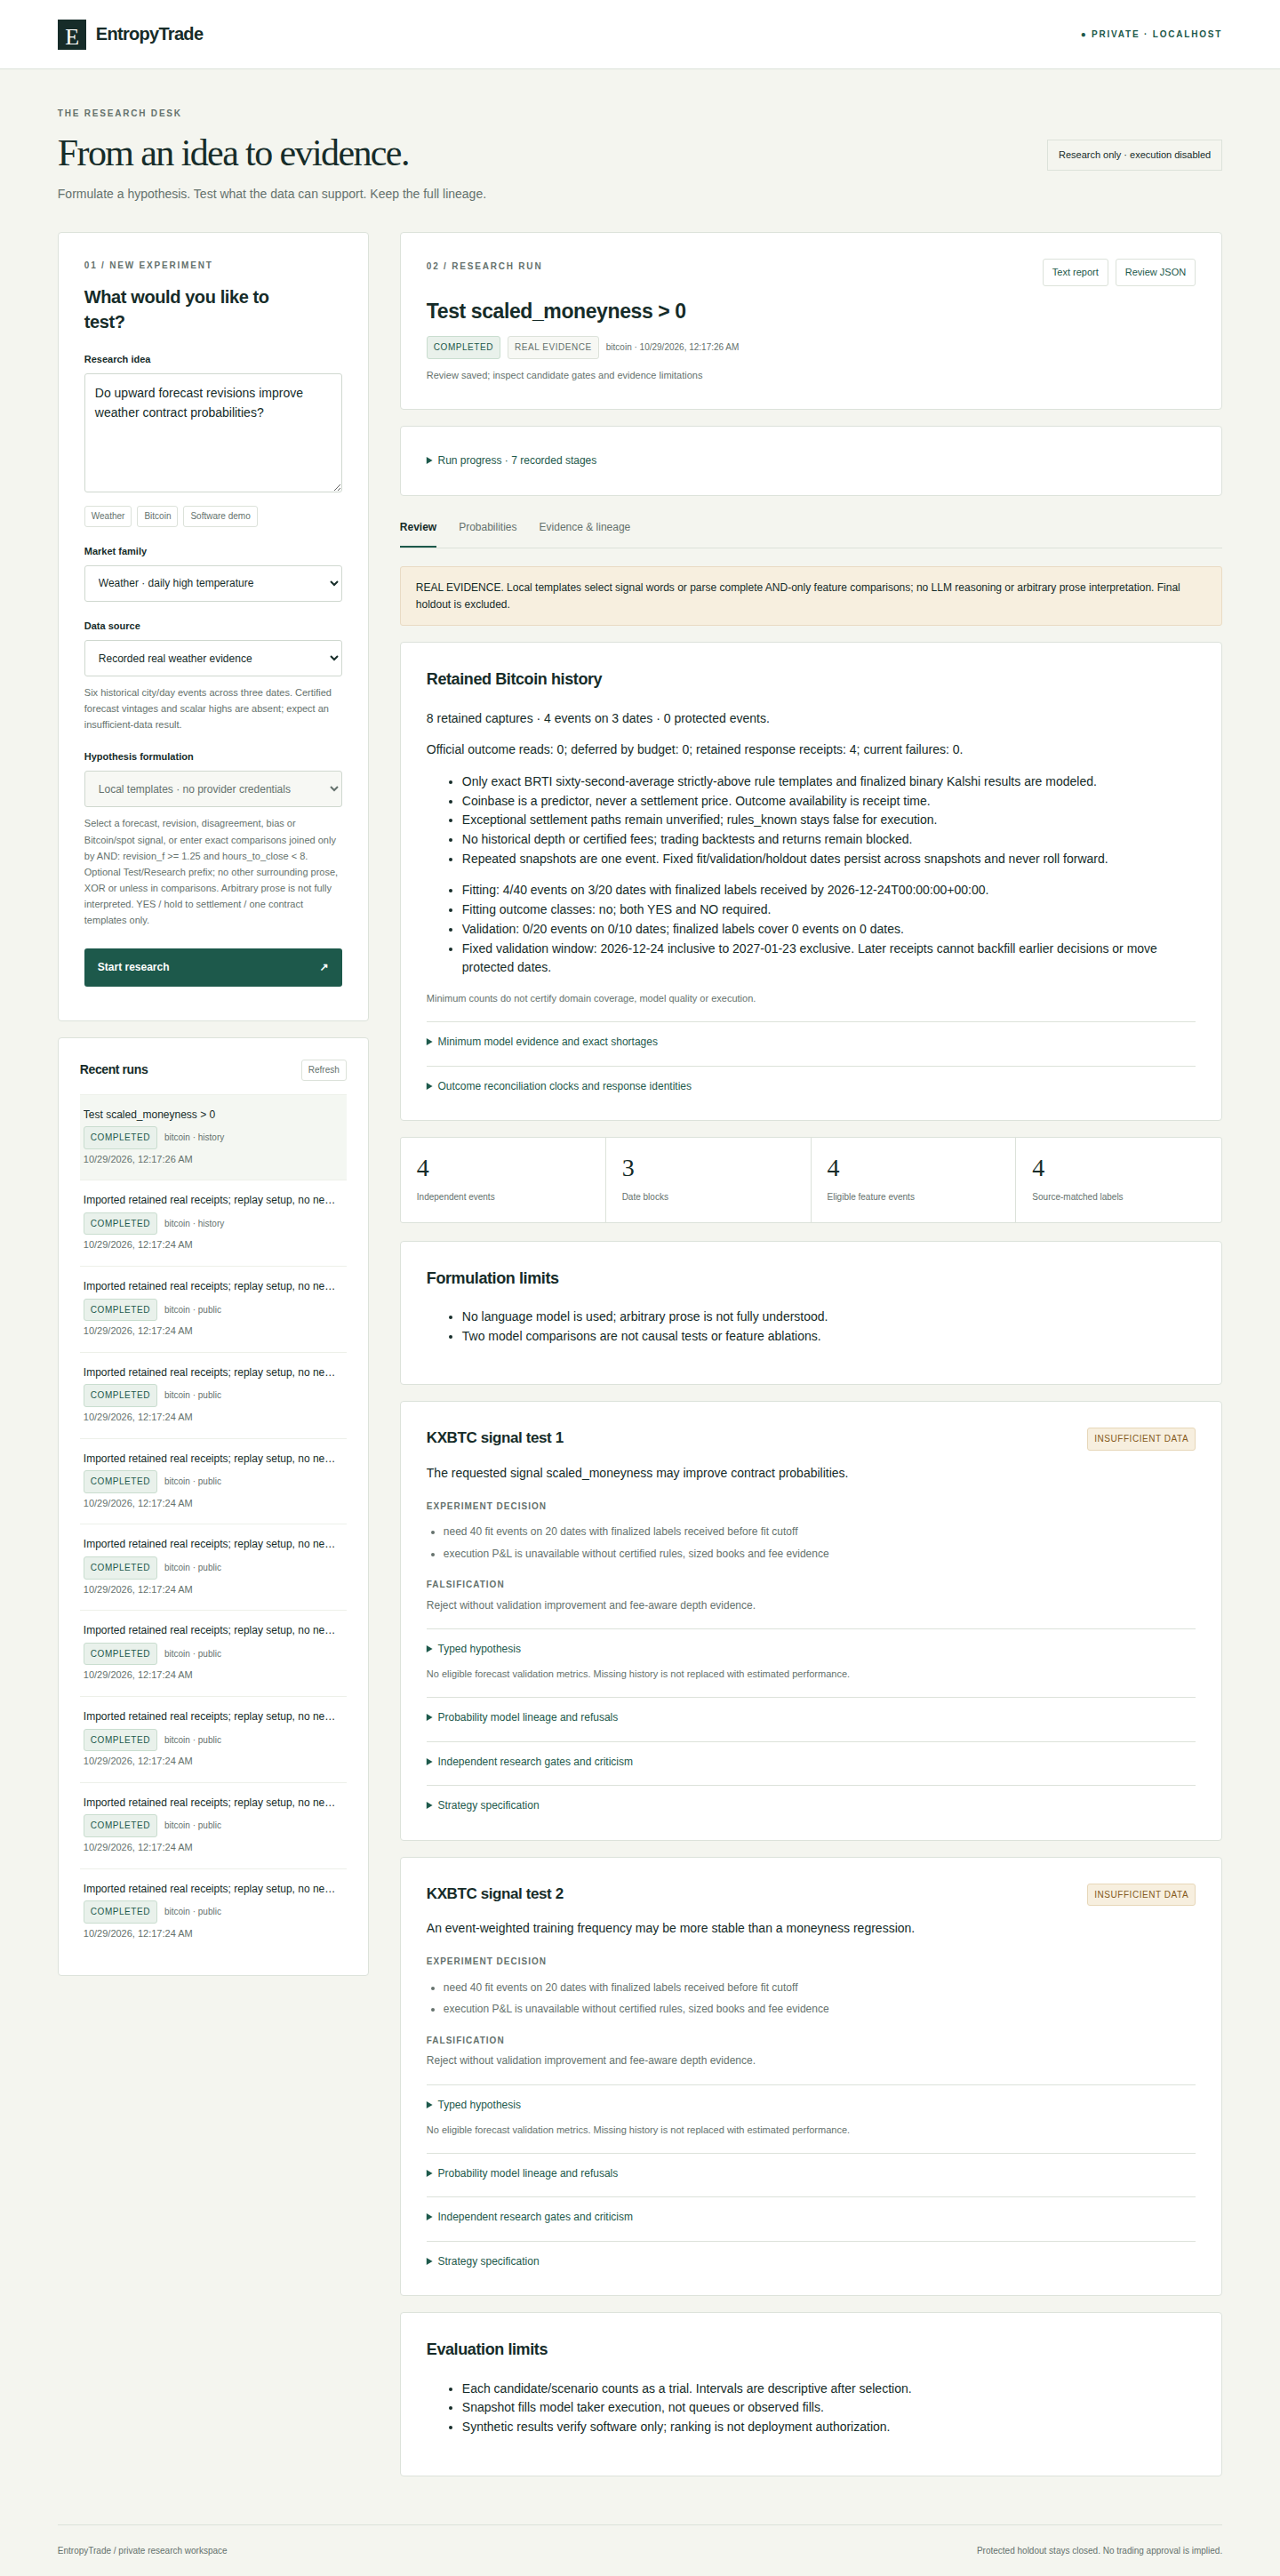 E EntropyTrade
● PRIVATE · LOCALHOST
THE RESEARCH DESK
From an idea to evidence.
Formulate a hypothesis. Test what the data can support. Keep the full lineage.
Research only · execution disabled
01 / NEW EXPERIMENT
What would you like to
test?
Research idea
Do upward forecast revisions improve
weather contract probabilities?
Weather Bitcoin Software demo
Market family
Weather · daily high temperature
Data source
Recorded real weather evidence
Six historical city/day events across three dates. Certified
forecast vintages and scalar highs are absent; expect an
insufficient-data result.
Hypothesis formulation
Local templates · no provider credentials
Select a forecast, revision, disagreement, bias or
Bitcoin/spot signal, or enter exact comparisons joined only
by AND: revision_f >= 1.25 and hours_to_close < 8.
Optional Test/Research prefix; no other surrounding prose,
XOR or unless in comparisons. Arbitrary prose is not fully
interpreted. YES / hold to settlement / one contract
templates only.
Start research ↗
Recent runs
Refresh
Test scaled_moneyness > 0
COMPLETED bitcoin · history
10/29/2026, 12:17:26 AM
Imported retained real receipts; replay setup, no ne…
COMPLETED bitcoin · history
10/29/2026, 12:17:24 AM
Imported retained real receipts; replay setup, no ne…
COMPLETED bitcoin · public
10/29/2026, 12:17:24 AM
Imported retained real receipts; replay setup, no ne…
COMPLETED bitcoin · public
10/29/2026, 12:17:24 AM
Imported retained real receipts; replay setup, no ne…
COMPLETED bitcoin · public
10/29/2026, 12:17:24 AM
Imported retained real receipts; replay setup, no ne…
COMPLETED bitcoin · public
10/29/2026, 12:17:24 AM
Imported retained real receipts; replay setup, no ne…
COMPLETED bitcoin · public
10/29/2026, 12:17:24 AM
Imported retained real receipts; replay setup, no ne…
COMPLETED bitcoin · public
10/29/2026, 12:17:24 AM
Imported retained real receipts; replay setup, no ne…
COMPLETED bitcoin · public
10/29/2026, 12:17:24 AM
Imported retained real receipts; replay setup, no ne…
COMPLETED bitcoin · public
10/29/2026, 12:17:24 AM
02 / RESEARCH RUN
Text report Review JSON
Test scaled_moneyness > 0
COMPLETED REAL EVIDENCE bitcoin · 10/29/2026, 12:17:26 AM
Review saved; inspect candidate gates and evidence limitations
▶ Run progress · 7 recorded stages
Review Probabilities Evidence & lineage
REAL EVIDENCE. Local templates select signal words or parse complete AND-only feature comparisons; no LLM reasoning or arbitrary prose interpretation. Final
holdout is excluded.
Retained Bitcoin history
8 retained captures · 4 events on 3 dates · 0 protected events.
Official outcome reads: 0; deferred by budget: 0; retained response receipts: 4; current failures: 0.
• Only exact BRTI sixty-second-average strictly-above rule templates and finalized binary Kalshi results are modeled.
• Coinbase is a predictor, never a settlement price. Outcome availability is receipt time.
• Exceptional settlement paths remain unverified; rules_known stays false for execution.
• No historical depth or certified fees; trading backtests and returns remain blocked.
• Repeated snapshots are one event. Fixed fit/validation/holdout dates persist across snapshots and never roll forward.
• Fitting: 4/40 events on 3/20 dates with finalized labels received by 2026-12-24T00:00:00+00:00.
• Fitting outcome classes: no; both YES and NO required.
• Validation: 0/20 events on 0/10 dates; finalized labels cover 0 events on 0 dates.
• Fixed validation window: 2026-12-24 inclusive to 2027-01-23 exclusive. Later receipts cannot backfill earlier decisions or move
protected dates.
Minimum counts do not certify domain coverage, model quality or execution.
▶ Minimum model evidence and exact shortages
▶ Outcome reconciliation clocks and response identities
4
Independent events
3
Date blocks
4
Eligible feature events
4
Source-matched labels
Formulation limits
• No language model is used; arbitrary prose is not fully understood.
• Two model comparisons are not causal tests or feature ablations.
KXBTC signal test 1
INSUFFICIENT DATA
The requested signal scaled_moneyness may improve contract probabilities.
EXPERIMENT DECISION
• need 40 fit events on 20 dates with finalized labels received before fit cutoff
• execution P&L is unavailable without certified rules, sized books and fee evidence
FALSIFICATION
Reject without validation improvement and fee-aware depth evidence.
▶ Typed hypothesis
No eligible forecast validation metrics. Missing history is not replaced with estimated performance.
▶ Probability model lineage and refusals
▶ Independent research gates and criticism
▶ Strategy specification
KXBTC signal test 2
INSUFFICIENT DATA
An event-weighted training frequency may be more stable than a moneyness regression.
EXPERIMENT DECISION
• need 40 fit events on 20 dates with finalized labels received before fit cutoff
• execution P&L is unavailable without certified rules, sized books and fee evidence
FALSIFICATION
Reject without validation improvement and fee-aware depth evidence.
▶ Typed hypothesis
No eligible forecast validation metrics. Missing history is not replaced with estimated performance.
▶ Probability model lineage and refusals
▶ Independent research gates and criticism
▶ Strategy specification
Evaluation limits
• Each candidate/scenario counts as a trial. Intervals are descriptive after selection.
• Snapshot fills model taker execution, not queues or observed fills.
• Synthetic results verify software only; ranking is not deployment authorization.
EntropyTrade / private research workspace
Protected holdout stays closed. No trading approval is implied.